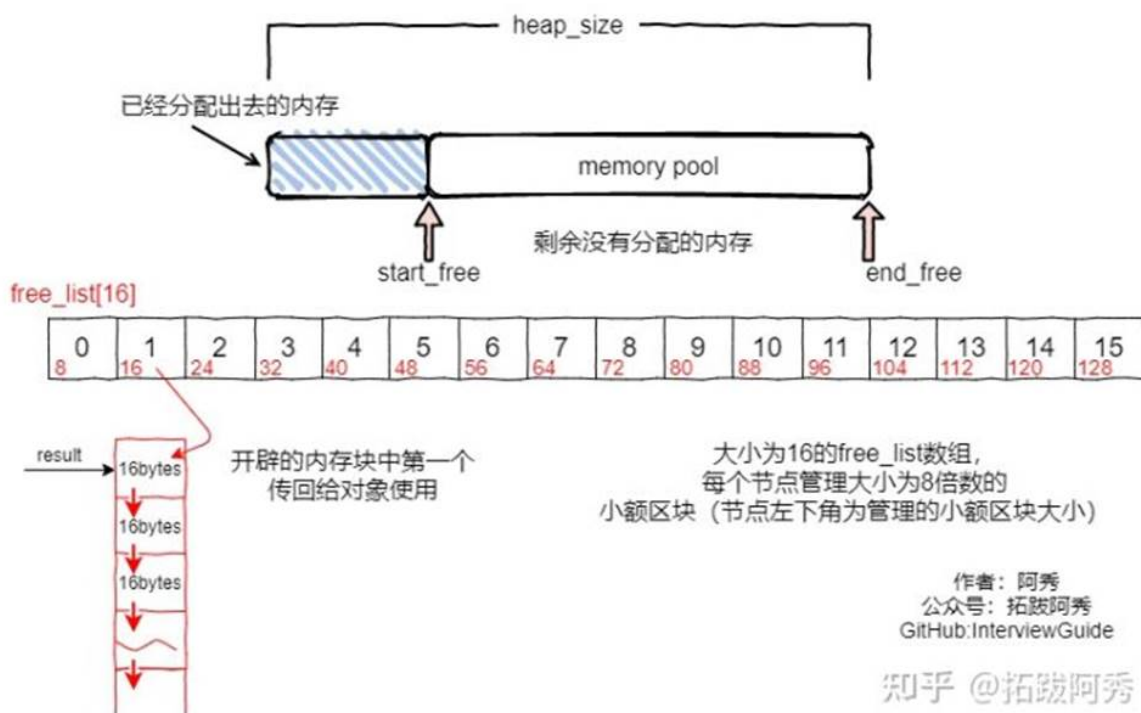 heap_size
已经分配出去的内存
memory pool
剩余没有分配的内存
start_free
end_free
free_list[16]
0 1 2 3 4 5 6 7 8 9 10 11 12 13 14 15
8 16 24 32 40 48 56 64 72 80 88 96 104 112 120 128
result
16bytes
16bytes
16bytes
开辟的内存块中第一个
传回给对象使用
大小为16的free_list数组，
每个节点管理大小为8倍数的
小额区块（节点左下角为管理的小额区块大小）
作者：阿秀
公众号：拓跋阿秀
GitHub:InterviewGuide
知乎 @拓跋阿秀